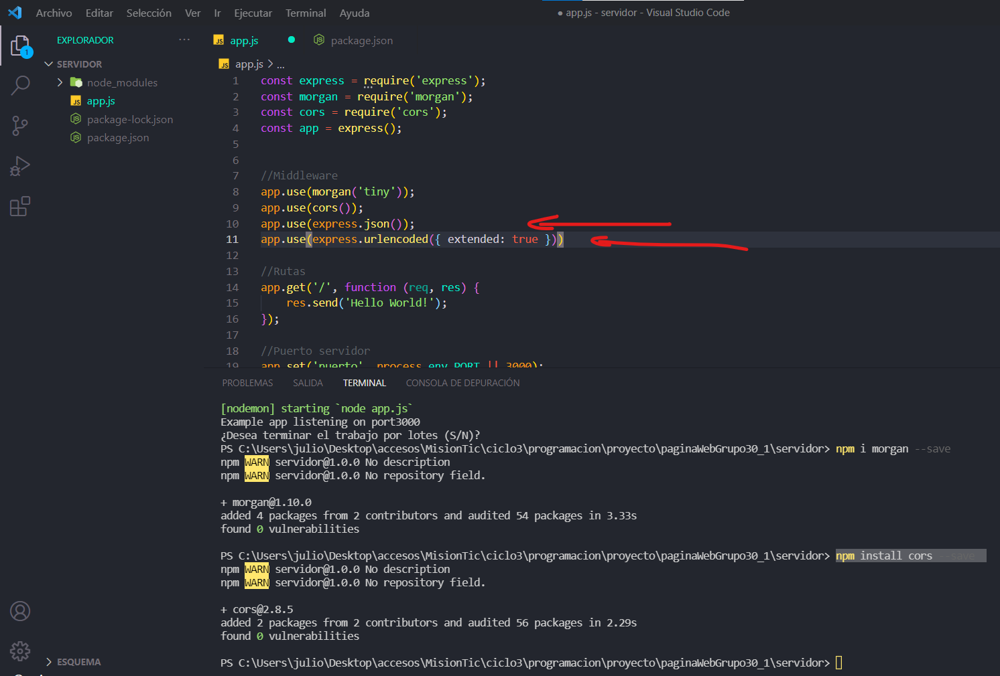 Archivo Editar Selección Ver Ir Ejecutar Terminal Ayuda
● app.js - servidor - Visual Studio Code
1
EXPLORADOR ...
SERVIDOR
node_modules
JS app.js
package-lock.json
package.json
ESQUEMA
JS app.js ● package.json
JS app.js > ...
1 const express = require('express');
2 const morgan = require('morgan');
3 const cors = require('cors');
4 const app = express();
5
6
7 //Middleware
8 app.use(morgan('tiny'));
9 app.use(cors());
10 app.use(express.json());
11 app.use(express.urlencoded({ extended: true }))
12
13 //Rutas
14 app.get('/', function (req, res) {
15 res.send('Hello World!');
16 });
17
18 //Puerto servidor
19 app.set('puerto', process.env.PORT || 3000);
PROBLEMAS SALIDA TERMINAL CONSOLA DE DEPURACIÓN
[nodemon] starting `node app.js`
Example app listening on port3000
¿Desea terminar el trabajo por lotes (S/N)?
PS C:\Users\julio\Desktop\accesos\MisionTic\ciclo3\programacion\proyecto\paginaWebGrupo30_1\servidor> npm i morgan --save
npm WARN servidor@1.0.0 No description
npm WARN servidor@1.0.0 No repository field.
+ morgan@1.10.0
added 4 packages from 2 contributors and audited 54 packages in 3.33s
found 0 vulnerabilities
PS C:\Users\julio\Desktop\accesos\MisionTic\ciclo3\programacion\proyecto\paginaWebGrupo30_1\servidor> npm install cors --save
npm WARN servidor@1.0.0 No description
npm WARN servidor@1.0.0 No repository field.
+ cors@2.8.5
added 2 packages from 2 contributors and audited 56 packages in 2.29s
found 0 vulnerabilities
PS C:\Users\julio\Desktop\accesos\MisionTic\ciclo3\programacion\proyecto\paginaWebGrupo30_1\servidor>